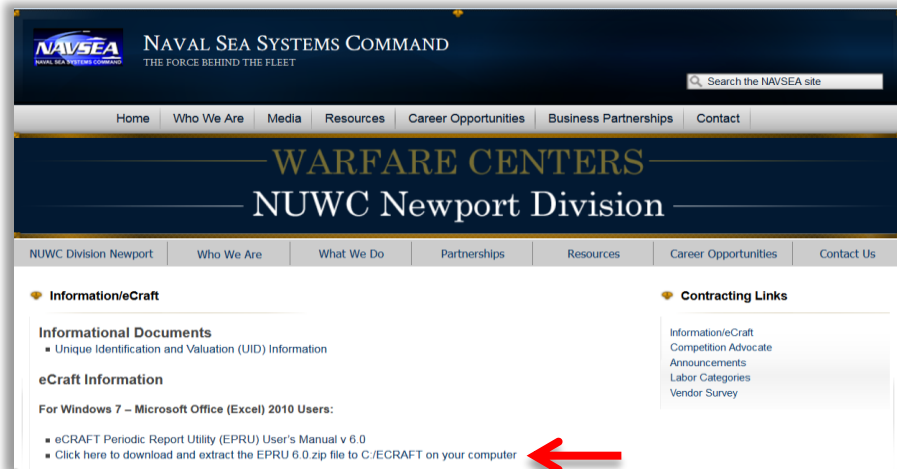 NAVSEA
NAVAL SEA SYSTEMS COMMAND
NAVAL SEA SYSTEMS COMMAND
THE FORCE BEHIND THE FLEET
Search the NAVSEA site
Home Who We Are Media Resources Career Opportunities Business Partnerships Contact
WARFARE CENTERS
NUWC Newport Division
NUWC Division Newport Who We Are What We Do Partnerships Resources Career Opportunities Contact Us
Information/eCraft
Informational Documents
Unique Identification and Valuation (UID) Information
eCraft Information
For Windows 7 – Microsoft Office (Excel) 2010 Users:
eCRAFT Periodic Report Utility (EPRU) User's Manual v 6.0
Click here to download and extract the EPRU 6.0.zip file to C:/ECRAFT on your computer
Contracting Links
Information/eCraft
Competition Advocate
Announcements
Labor Categories
Vendor Survey